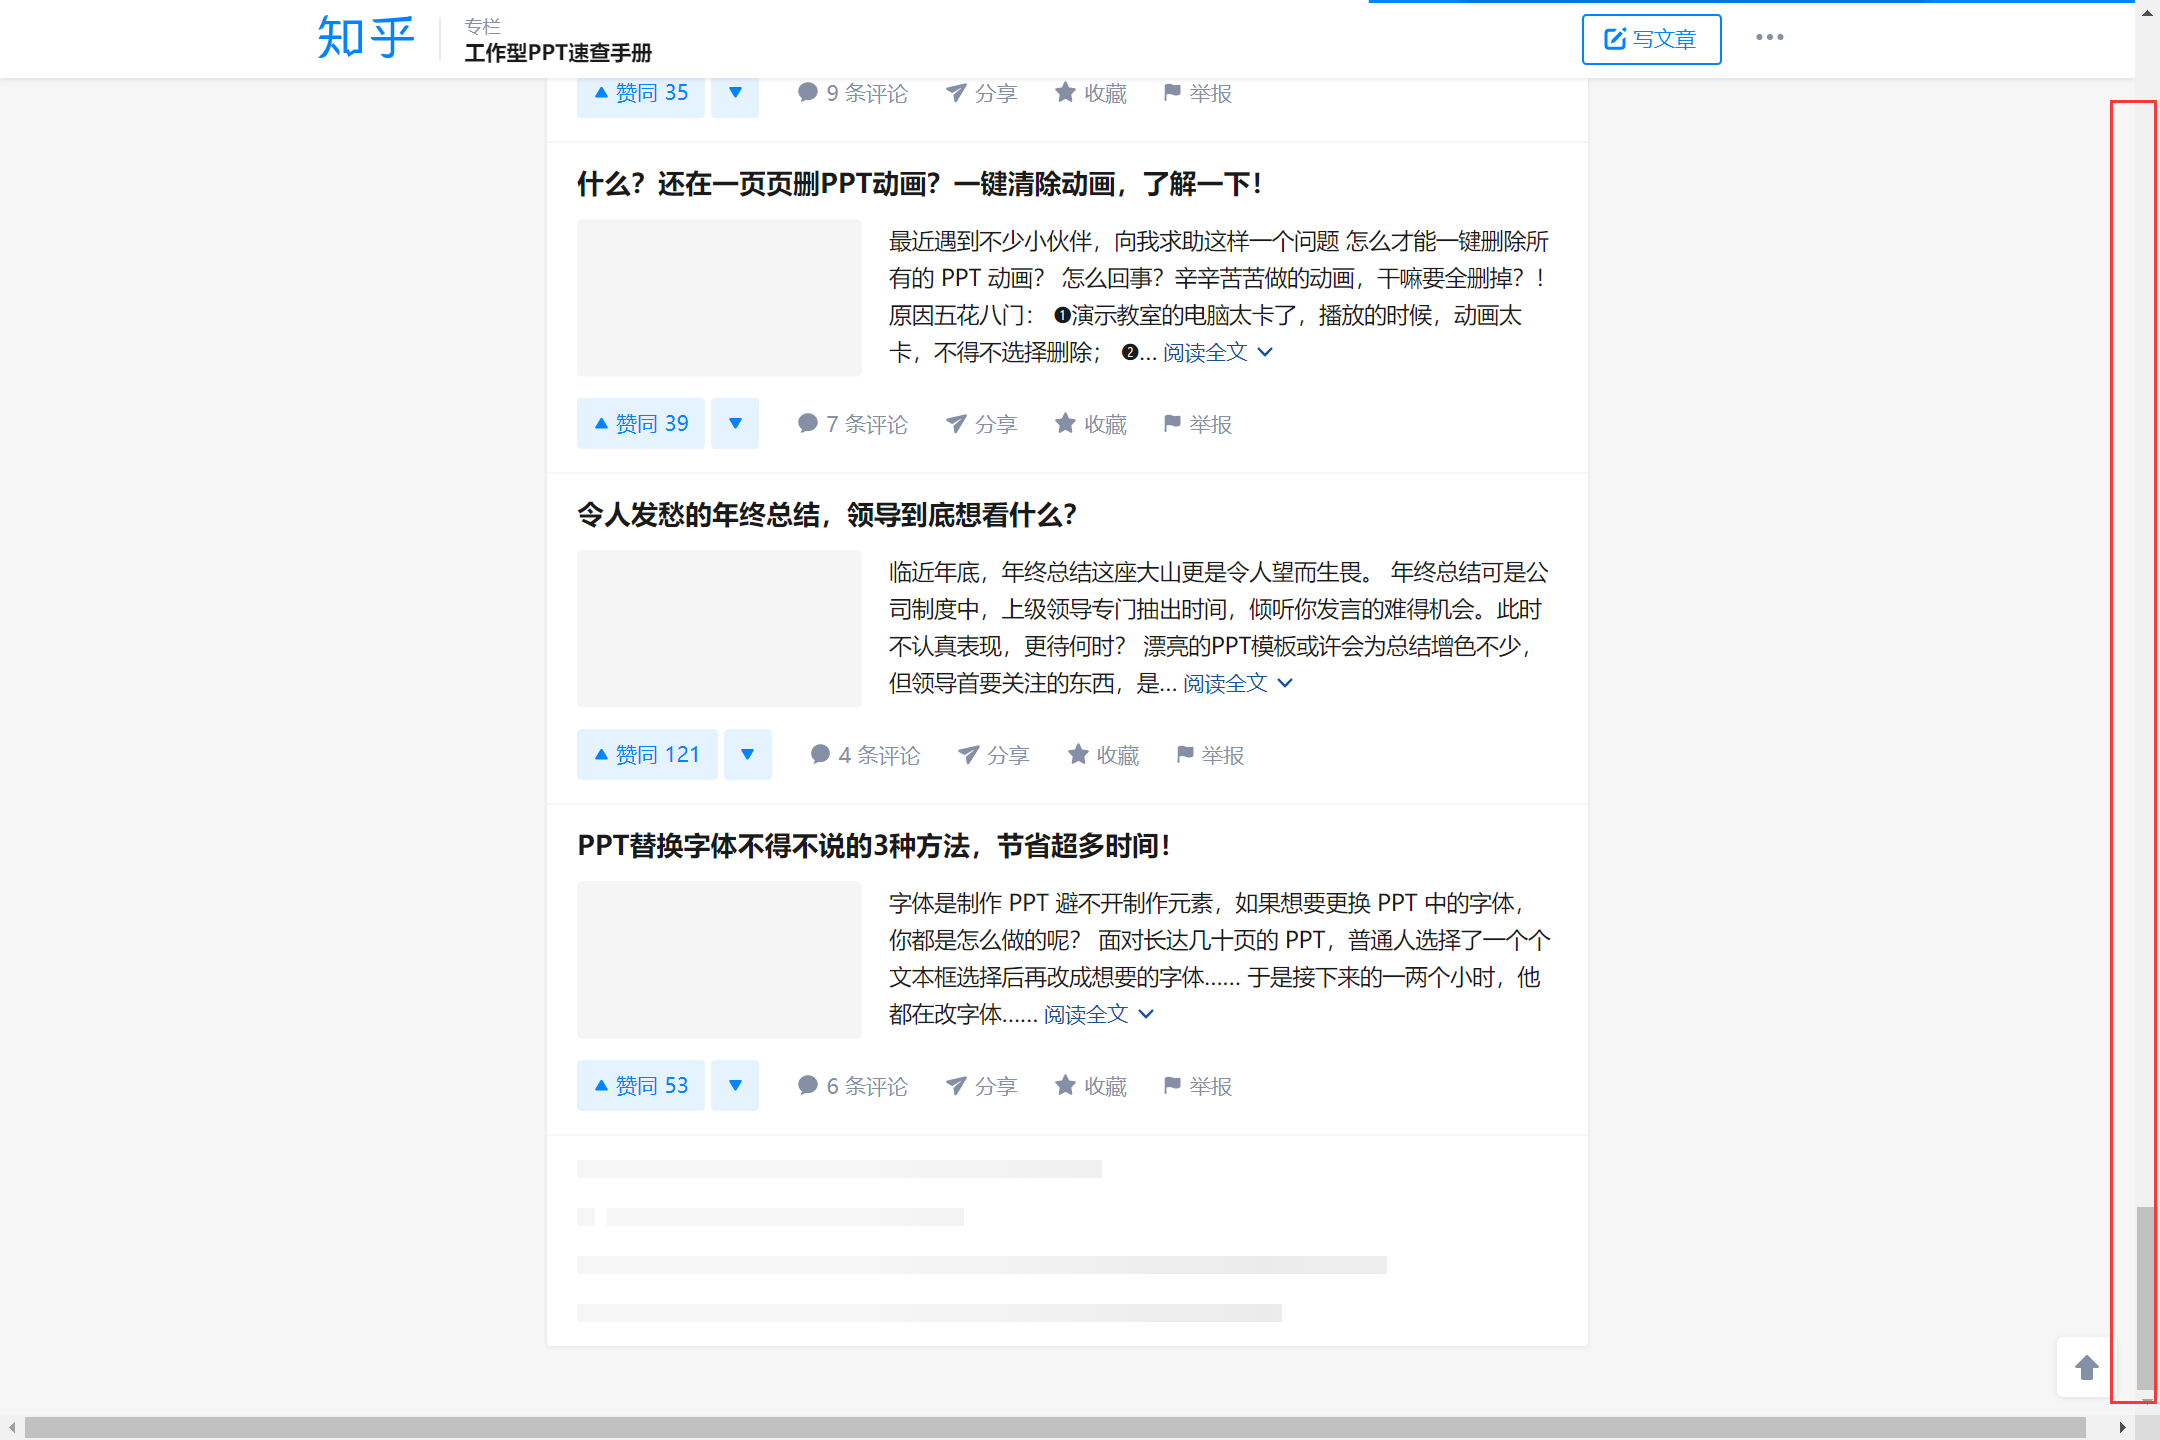 知乎
专栏
工作型PPT速查手册
写文章
赞同 35
9 条评论
分享
收藏
举报
什么？还在一页页删PPT动画？一键清除动画，了解一下！
最近遇到不少小伙伴，向我求助这样一个问题 怎么才能一键删除所
有的 PPT 动画？ 怎么回事？辛辛苦苦做的动画，干嘛要全删掉？！
原因五花八门： ❶演示教室的电脑太卡了，播放的时候，动画太
卡，不得不选择删除； ❷... 阅读全文
赞同 39
7 条评论
分享
收藏
举报
令人发愁的年终总结，领导到底想看什么？
临近年底，年终总结这座大山更是令人望而生畏。 年终总结可是公
司制度中，上级领导专门抽出时间，倾听你发言的难得机会。此时
不认真表现，更待何时？ 漂亮的PPT模板或许会为总结增色不少，
但领导首要关注的东西，是... 阅读全文
赞同 121
4 条评论
分享
收藏
举报
PPT替换字体不得不说的3种方法，节省超多时间！
字体是制作 PPT 避不开制作元素，如果想要更换 PPT 中的字体，
你都是怎么做的呢？ 面对长达几十页的 PPT，普通人选择了一个个
文本框选择后再改成想要的字体…… 于是接下来的一两个小时，他
都在改字体…… 阅读全文
赞同 53
6 条评论
分享
收藏
举报